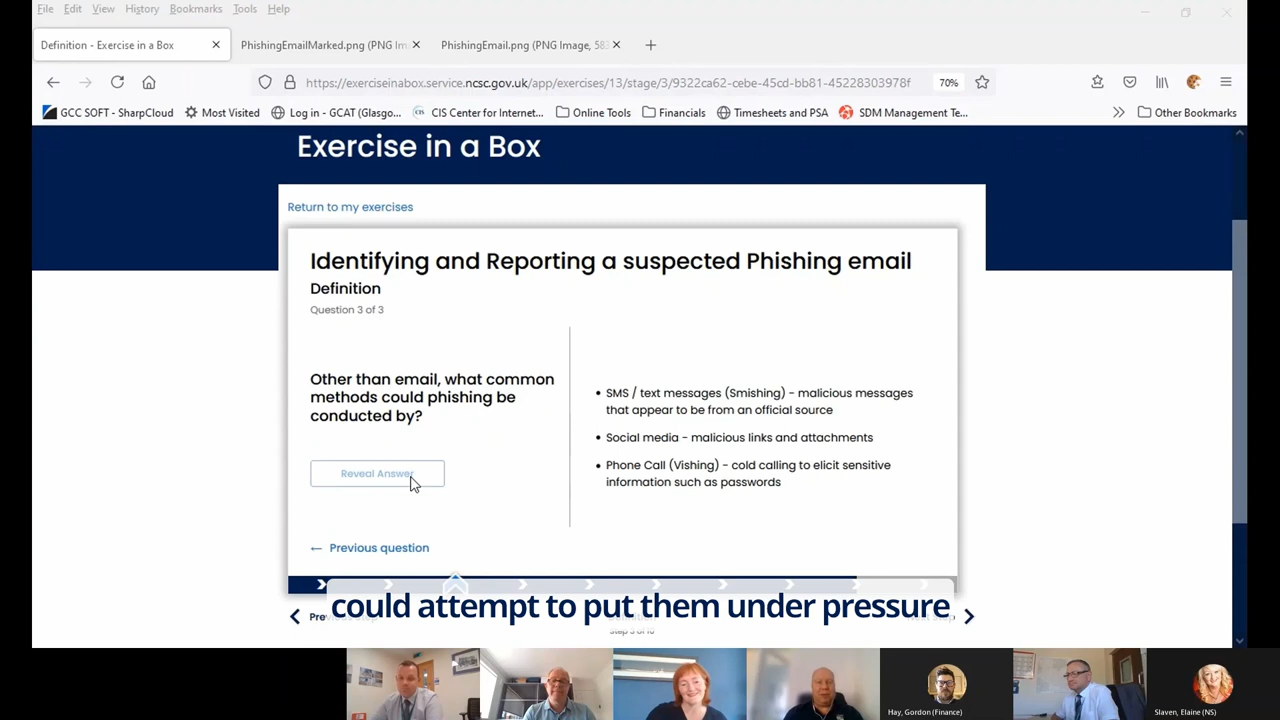 File Edit View History Bookmarks Tools Help
Definition - Exercise in a Box
PhishingEmailMarked.png (PNG Im
PhishingEmail.png (PNG Image, 58
https://exerciseinabox.service.ncsc.gov.uk/app/exercises/13/stage/3/9322ca62-cebe-45cd-bb81-45228303978f
70%
GCC SOFT - SharpCloud
Most Visited
Log in - GCAT (Glasgo...
CIS Center for Internet...
Online Tools
Financials
Timesheets and PSA
SDM Management Te...
Other Bookmarks
Exercise in a Box
Return to my exercises
Identifying and Reporting a suspected Phishing email
Definition
Question 3 of 3
Other than email, what common
methods could phishing be
conducted by?
Reveal Answer
• SMS / text messages (Smishing) - malicious messages
that appear to be from an official source
• Social media - malicious links and attachments
• Phone Call (Vishing) - cold calling to elicit sensitive
information such as passwords
← Previous question
could attempt to put them under pressure
Step 3 of 10
Hay, Gordon (Finance)
Slaven, Elaine (NS)